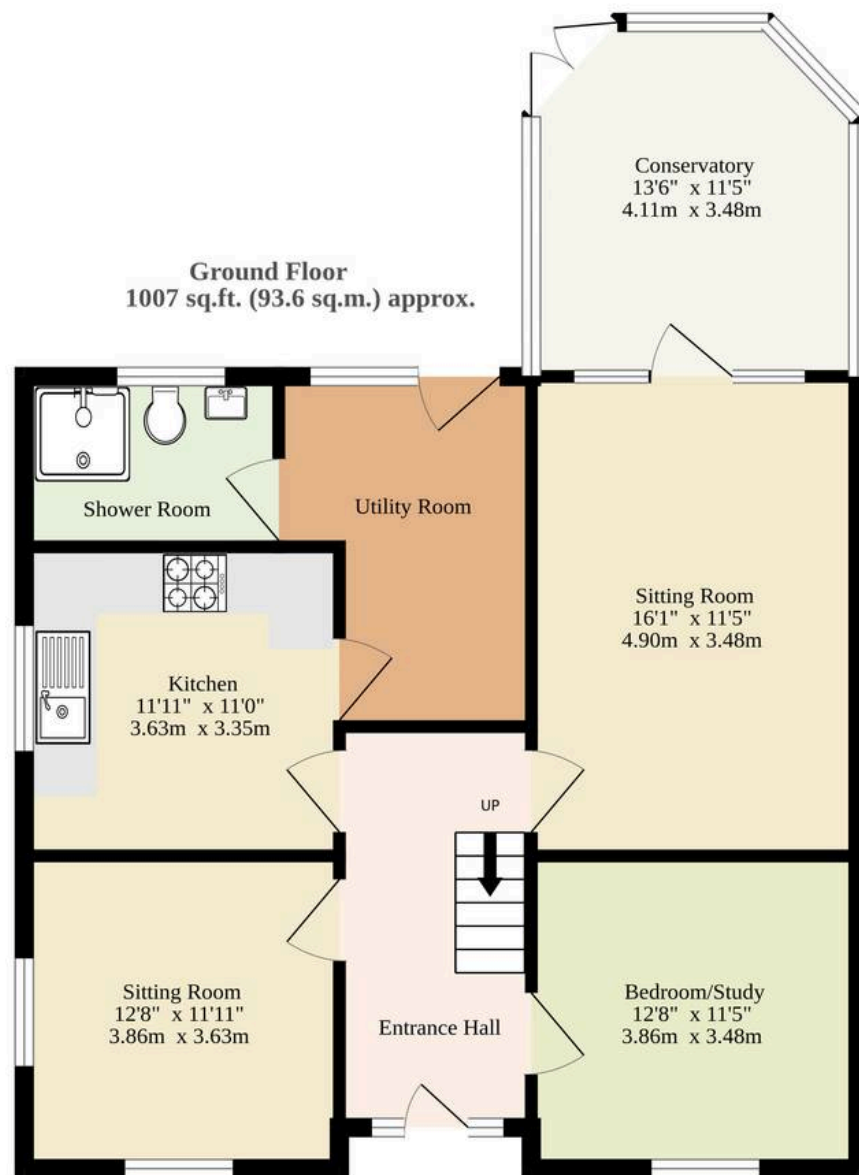 Conservatory
13'6" x 11'5"
4.11m x 3.48m
Ground Floor
1007 sq.ft. (93.6 sq.m.) approx.
Shower Room
Utility Room
Sitting Room
16'1" x 11'5"
4.90m x 3.48m
Kitchen
11'11" x 11'0"
3.63m x 3.35m
UP
Sitting Room
12'8" x 11'11"
3.86m x 3.63m
Entrance Hall
Bedroom/Study
12'8" x 11'5"
3.86m x 3.48m